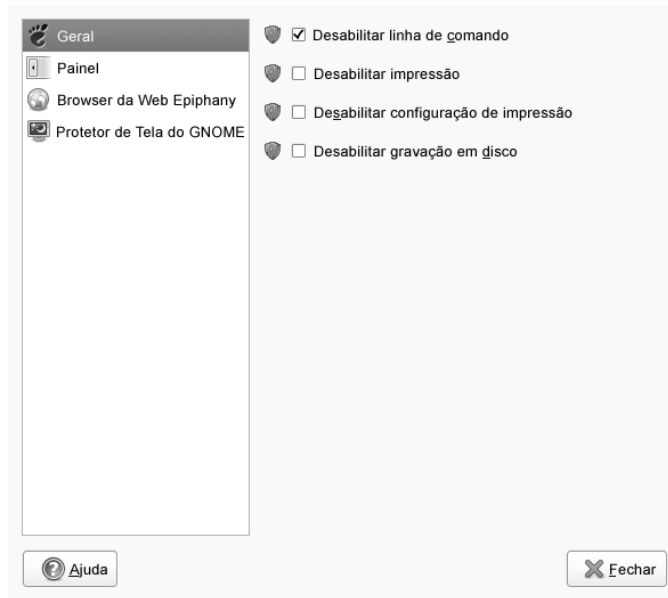 Geral
Painel
Browser da Web Epiphany
Protetor de Tela do GNOME
Desabilitar linha de comando
Desabilitar impressão
Desabilitar configuração de impressão
Desabilitar gravação em disco
Ajuda
Fechar